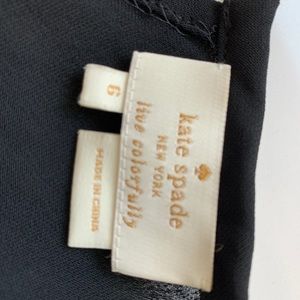 kate spade
NEW YORK
live colorfully
6
MADE IN CHINA